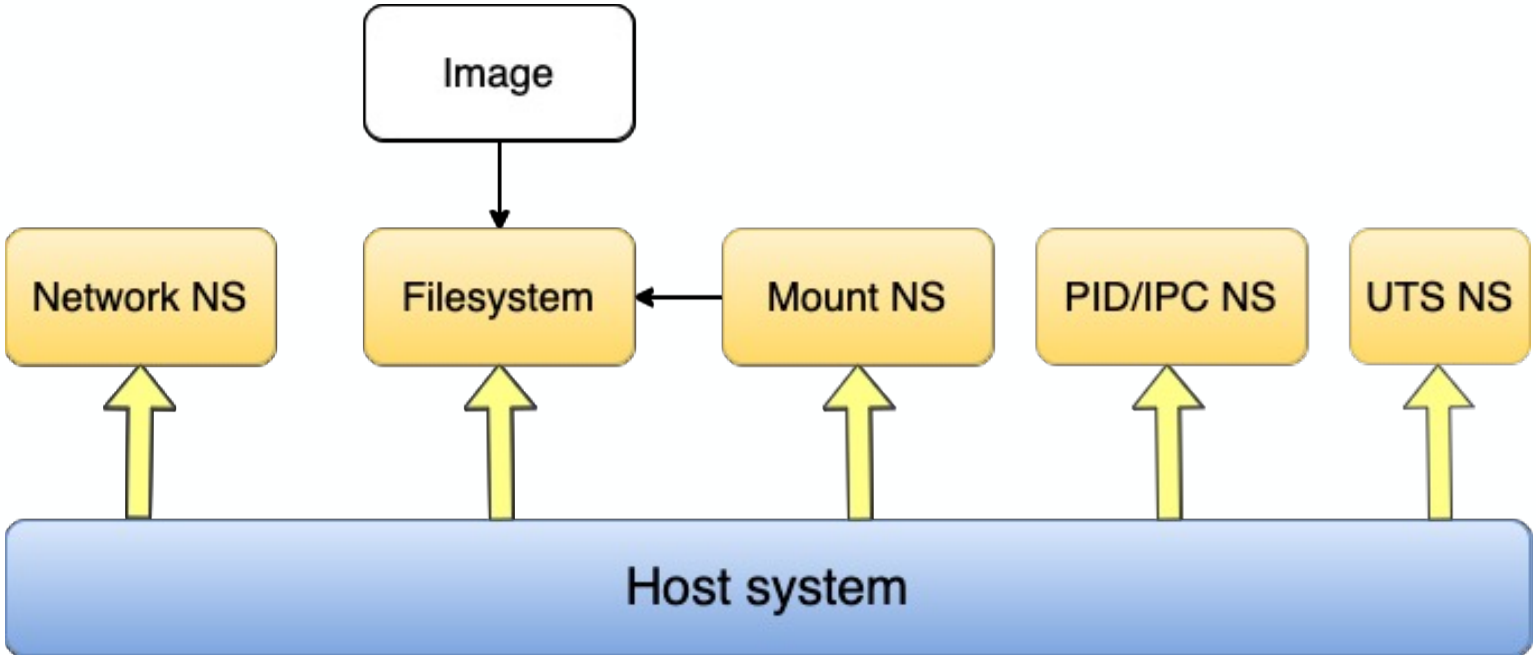 Image
Network NS
Filesystem
Mount NS
PID/IPC NS
UTS NS
Host system